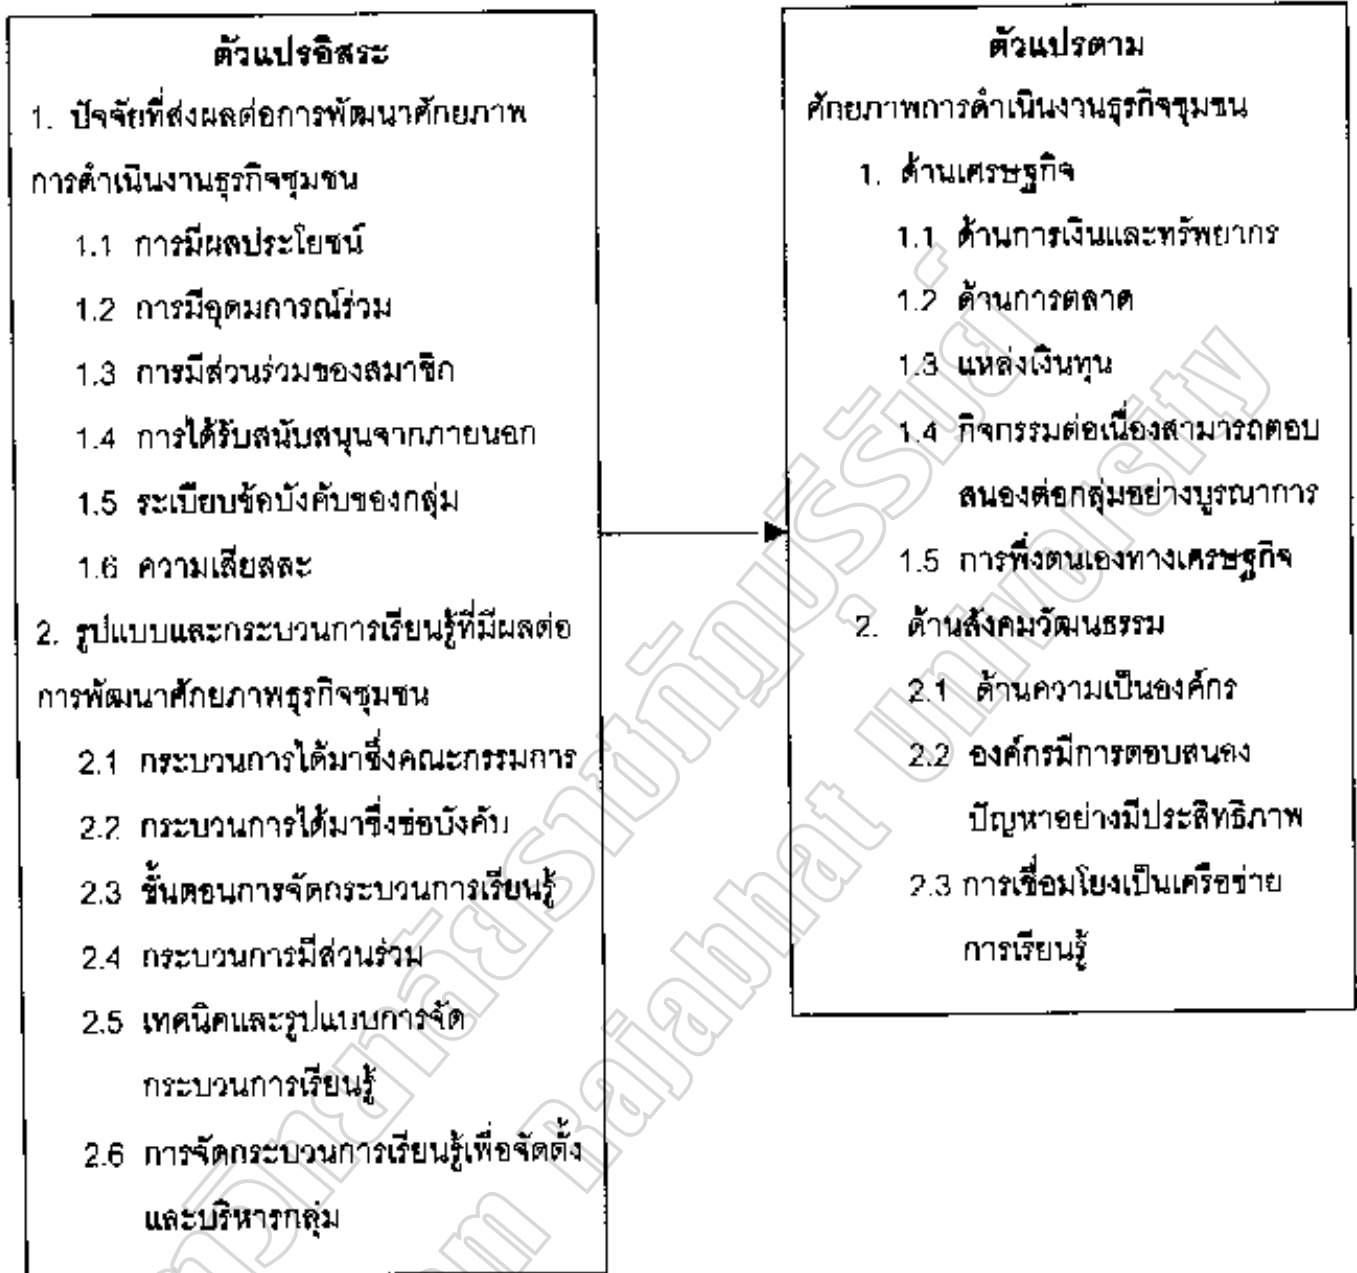 ตัวแปรอิสระ
1. ปัจจัยที่ส่งผลต่อการพัฒนาศักยภาพ
การดำเนินงานธุรกิจชุมชน
1.1 การมีผลประโยชน์
1.2 การมีอุดมการณ์ร่วม
1.3 การมีส่วนร่วมของสมาชิก
1.4 การได้รับสนับสนุนจากภายนอก
1.5 ระเบียบข้อบังคับของกลุ่ม
1.6 ความเสียสละ
2. รูปแบบและกระบวนการเรียนรู้ที่มีผลต่อ
การพัฒนาศักยภาพธุรกิจชุมชน
2.1 กระบวนการได้มาซึ่งคณะกรรมการ
2.2 กระบวนการได้มาซึ่งข่อบังคับ
2.3 ขั้นตอนการจัดกระบวนการเรียนรู้
2.4 กระบวนการมีส่วนร่วม
2.5 เทคนิคและรูปแบบการจัด
กระบวนการเรียนรู้
2.6 การจัดกระบวนการเรียนรู้เพื่อจัดตั้ง
และบริหารกลุ่ม
ตัวแปรตาม
ศักยภาพการดำเนินงานธุรกิจชุมชน
1. ด้านเศรษฐกิจ
1.1 ด้านการเงินและทรัพยากร
1.2 ด้านการตลาด
1.3 แหล่งเงินทุน
1.4 กิจกรรมต่อเนื่องสามารถตอบ
สนองต่อกลุ่มอย่างบูรณาการ
1.5 การพึ่งตนเองทางเศรษฐกิจ
2. ด้านสังคมวัฒนธรรม
2.1 ด้านความเป็นองค์กร
2.2 องค์กรมีการตอบสนอง
ปัญหาอย่างมีประสิทธิภาพ
2.3 การเชื่อมโยงเป็นเครือข่าย
การเรียนรู้
Rajabhat University